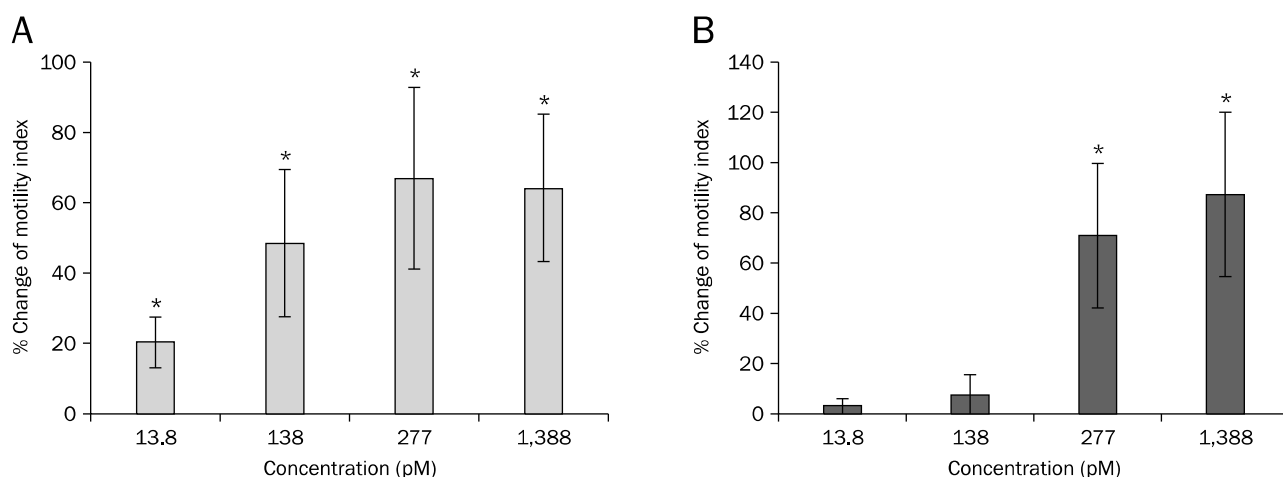 A
% Change of motility index
100
80
60
40
20
0
*
*
*
*
13.8 138 277 1,388
Concentration (pM)
B
% Change of motility index
140
120
100
80
60
40
20
0
*
*
13.8 138 277 1,388
Concentration (pM)